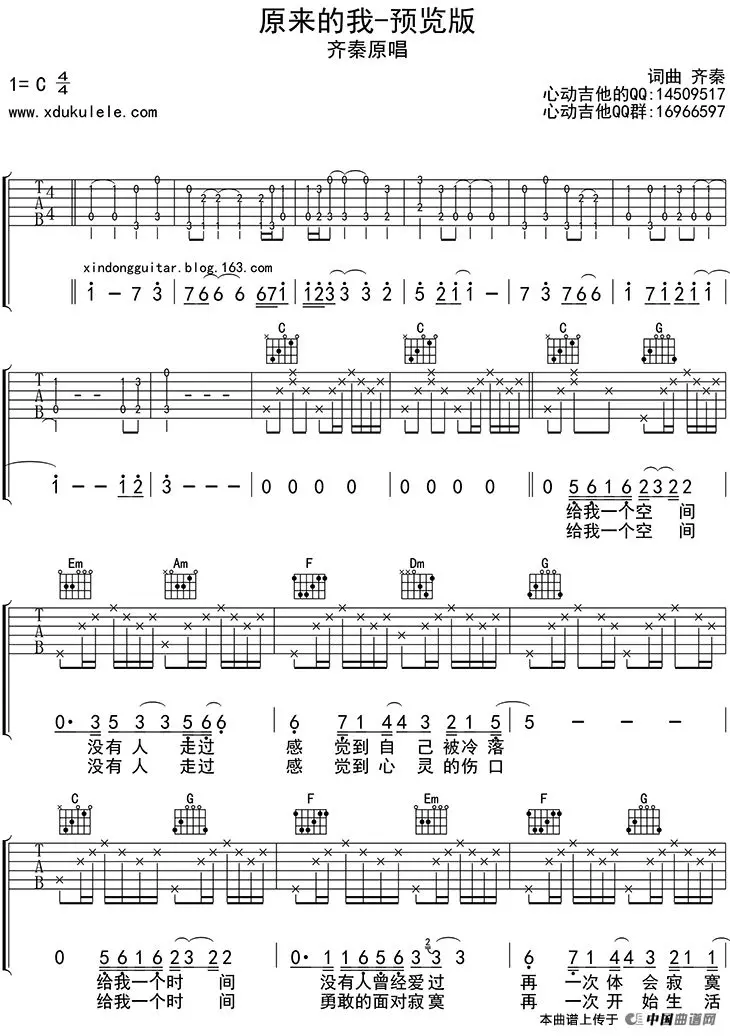 原来的我-预览版
齐秦原唱
1= C 4/4
词曲 齐秦
心动吉他的QQ:14509517
www.xdukulele.com
心动吉他QQ群:16966597
T A B 4/4
xindongguitar.blog.163.com
1 - 7 3 | 7 6 6 6 6 7 1 | 1 2 3 3 3 2 | 5 2 1 1 - | 7 3 7 6 6 | 1 7 1 2 1 1
C C C G
T A B
1 - - 1 2 | 3 - - - | 0 0 0 0 | 0 0 0 0 || 0 5 6 1 6 2 3 2 2
给我一个空间
给我一个空间
Em Am F Dm G
T A B
0· 3 5 3 3 5 6 6 | 6 7 1 4 4 3 2 1 5 | 5 - - -
没有人走过 感觉到自己被冷落
没有人走过 感觉到心灵的伤口
C G F Em F G
T A B
0 5 6 1 6 2 3 2 2 | 0· 1 6 5 6 2 3 3 3 | 6 7 1 4 4 3 2 1 1
给我一个时间 没有人曾经爱过 再一次体会寂寞
给我一个时间 勇敢的面对寂寞 再一次开始生活
本曲谱上传于 中国曲谱网